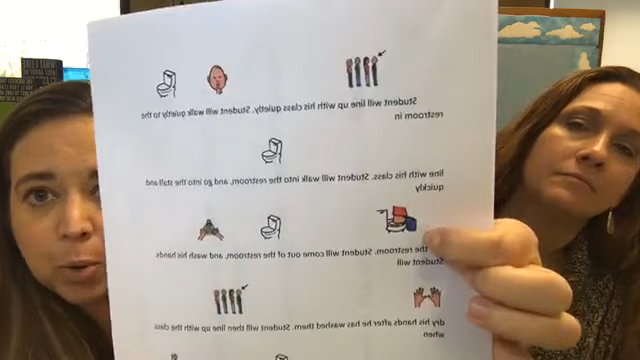 Student will line up with his class quietly. Student will walk quietly to the
restroom in
line with his class. Student will walk into the restroom, and go into the stall and
quickly
the restroom. Student will come out of the restroom, and wash his hands.
Student will
dry his hands after he has washed them. Student will then line up with the class
when